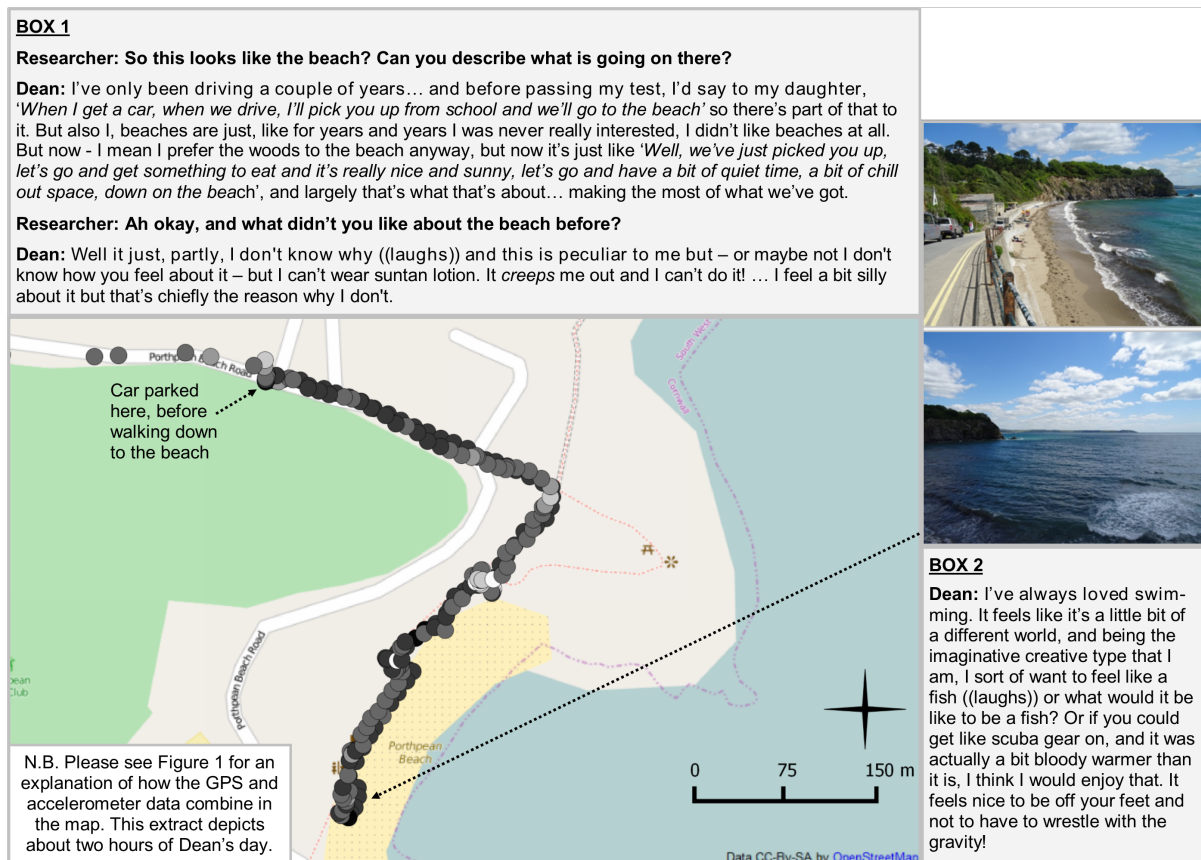 BOX 1
Researcher: So this looks like the beach? Can you describe what is going on there?
Dean: I've only been driving a couple of years… and before passing my test, I'd say to my daughter,
'When I get a car, when we drive, I'll pick you up from school and we'll go to the beach' so there's part of that to
it. But also I, beaches are just, like for years and years I was never really interested, I didn't like beaches at all.
But now - I mean I prefer the woods to the beach anyway, but now it's just like 'Well, we've just picked you up,
let's go and get something to eat and it's really nice and sunny, let's go and have a bit of quiet time, a bit of chill
out space, down on the beach', and largely that's what that's about… making the most of what we've got.
Researcher: Ah okay, and what didn't you like about the beach before?
Dean: Well it just, partly, I don't know why ((laughs)) and this is peculiar to me but – or maybe not I don't
know how you feel about it – but I can't wear suntan lotion. It creeps me out and I can't do it! … I feel a bit silly
about it but that's chiefly the reason why I don't.
Porthpean Beach Road
Car parked
here, before
walking down
to the beach
South West
Cornwall
Porthpean Beach Road
pean
Club
Porthpean
Beach
0 75 150 m
N.B. Please see Figure 1 for an
explanation of how the GPS and
accelerometer data combine in
the map. This extract depicts
about two hours of Dean's day.
Data CC-By-SA by OpenStreetMap
BOX 2
Dean: I've always loved swim-
ming. It feels like it's a little bit of
a different world, and being the
imaginative creative type that I
am, I sort of want to feel like a
fish ((laughs)) or what would it be
like to be a fish? Or if you could
get like scuba gear on, and it was
actually a bit bloody warmer than
it is, I think I would enjoy that. It
feels nice to be off your feet and
not to have to wrestle with the
gravity!